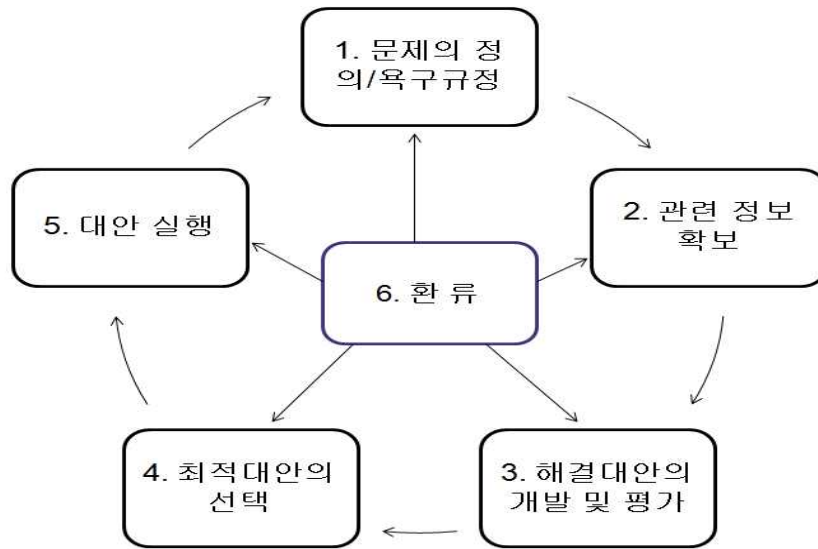 1. 문제의 정
의/욕구규정
2. 관련 정보
확보
3. 해결대안의
개발 및 평가
4. 최적대안의
선택
5. 대안 실행
6. 환 류